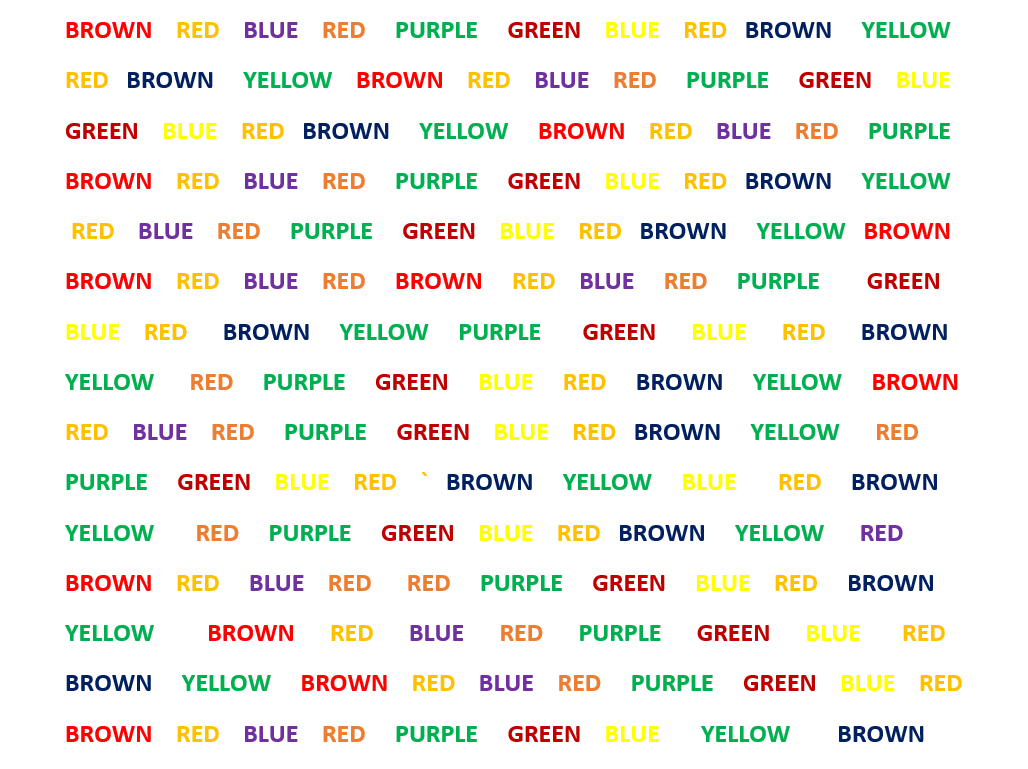 BROWN RED BLUE RED PURPLE GREEN BLUE RED BROWN YELLOW
RED BROWN YELLOW BROWN RED BLUE RED PURPLE GREEN BLUE
GREEN BLUE RED BROWN YELLOW BROWN RED BLUE RED PURPLE
BROWN RED BLUE RED PURPLE GREEN BLUE RED BROWN YELLOW
RED BLUE RED PURPLE GREEN BLUE RED BROWN YELLOW BROWN
BROWN RED BLUE RED BROWN RED BLUE RED PURPLE GREEN
BLUE RED BROWN YELLOW PURPLE GREEN BLUE RED BROWN
YELLOW RED PURPLE GREEN BLUE RED BROWN YELLOW BROWN
RED BLUE RED PURPLE GREEN BLUE RED BROWN YELLOW RED
PURPLE GREEN BLUE RED ` BROWN YELLOW BLUE RED BROWN
YELLOW RED PURPLE GREEN BLUE RED BROWN YELLOW RED
BROWN RED BLUE RED RED PURPLE GREEN BLUE RED BROWN
YELLOW BROWN RED BLUE RED PURPLE GREEN BLUE RED
BROWN YELLOW BROWN RED BLUE RED PURPLE GREEN BLUE RED
BROWN RED BLUE RED PURPLE GREEN BLUE YELLOW BROWN